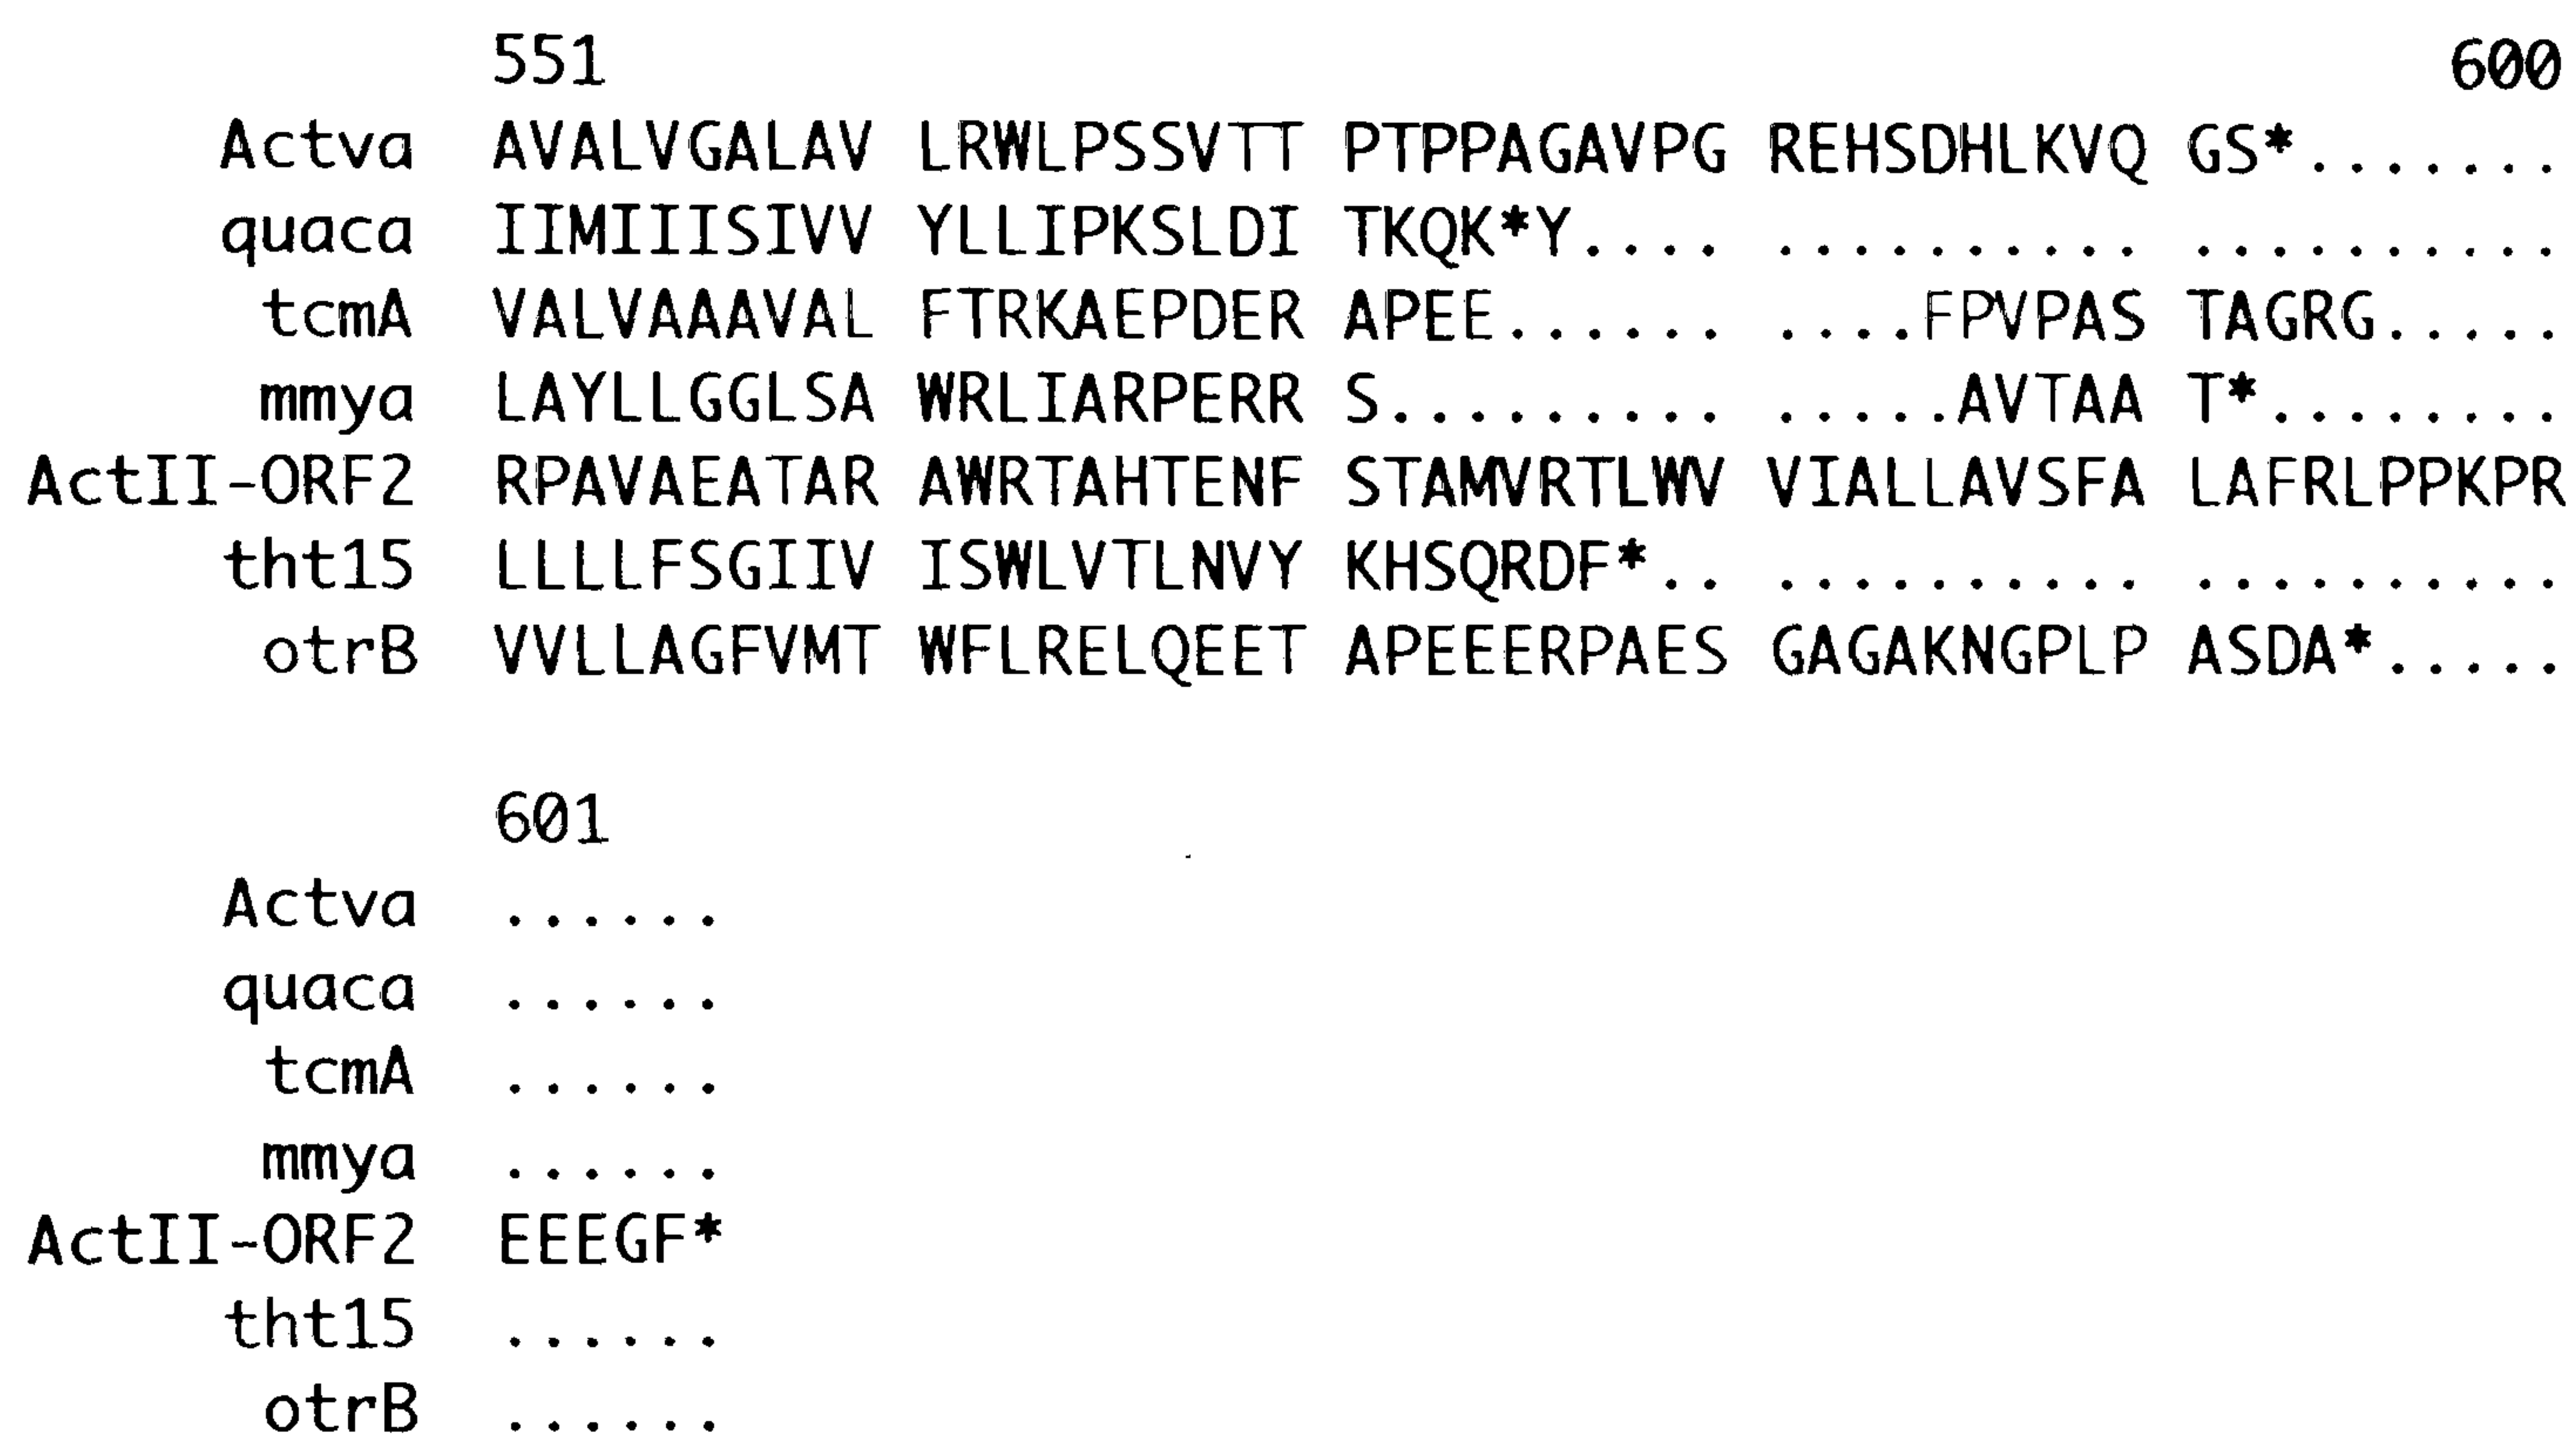 551 600
Actva AVALVGALAV LRWLPSSVTT PTPPAGAVPG REHSDHLKVQ GS*.......
quaca IIMIIISIVV YLLIPKSLDI TKQK*Y.... .......... ..........
tcmA VALVAAAVAL FTRKAEPDER APEE...... ....FPVPAS TAGRG.....
mmya LAYLLGGLSA WRLIARPERR S......... .....AVTAA T*........
ActII-ORF2 RPAVAEATAR AWRTAHTENF STAMVRTLWV VIALLAVSFA LAFRLPPKPR
tht15 LLLLFSGIIV ISWLVTLNVY KHSQRDF*.. .......... ..........
otrB VVLLAGFVMT WFLRELQEET APEEERPAES GAGAKNGPLP ASDA*.....
601
Actva ......
quaca ......
tcmA ......
mmya ......
ActII-ORF2 EEEGF*
tht15 ......
otrB ......